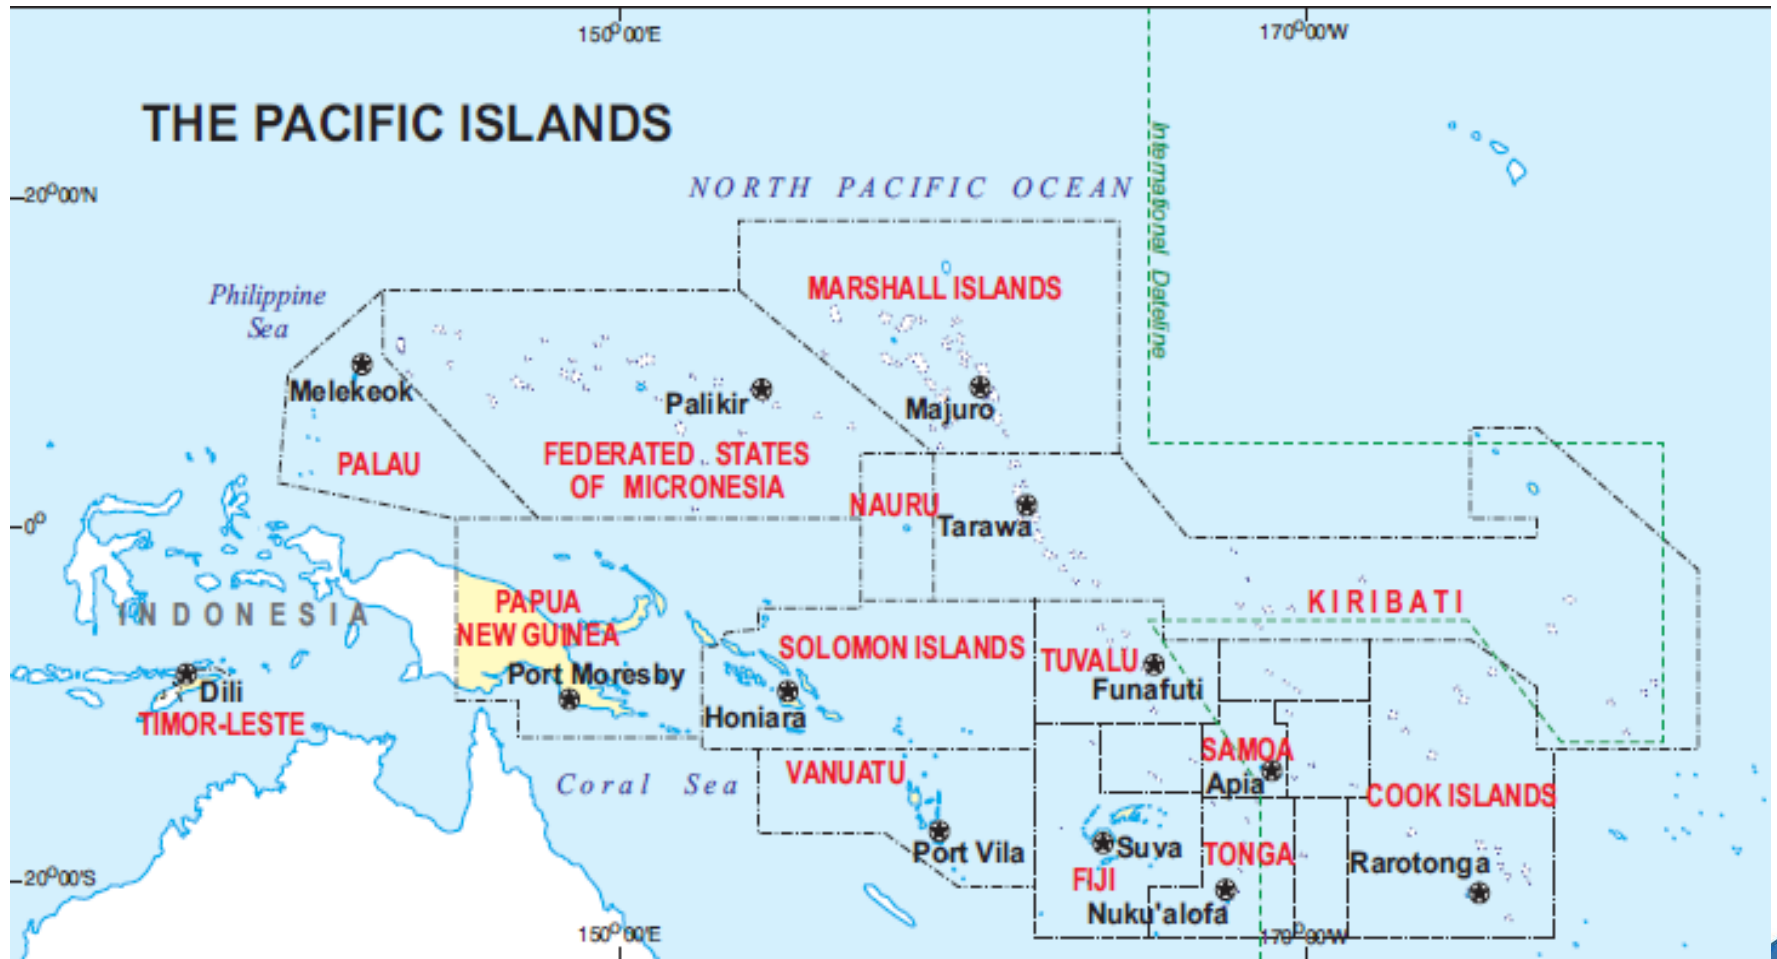 150°00'E
170°00'W
THE PACIFIC ISLANDS
International Dateline
20°00'N
NORTH PACIFIC OCEAN
MARSHALL ISLANDS
Philippine
Sea
Melekeok
Palikir
Majuro
PALAU
FEDERATED STATES
OF MICRONESIA
NAURU
Tarawa
0°
INDONESIA
PAPUA
NEW GUINEA
KIRIBATI
SOLOMON ISLANDS
TUVALU
Port Moresby
Funafuti
Dili
TIMOR-LESTE
Honiara
SAMOA
Apia
VANUATU
Coral Sea
COOK ISLANDS
Port Vila
Suva
TONGA
Rarotonga
FIJI
20°00'S
Nuku'alofa
150°00'E
170°00'W